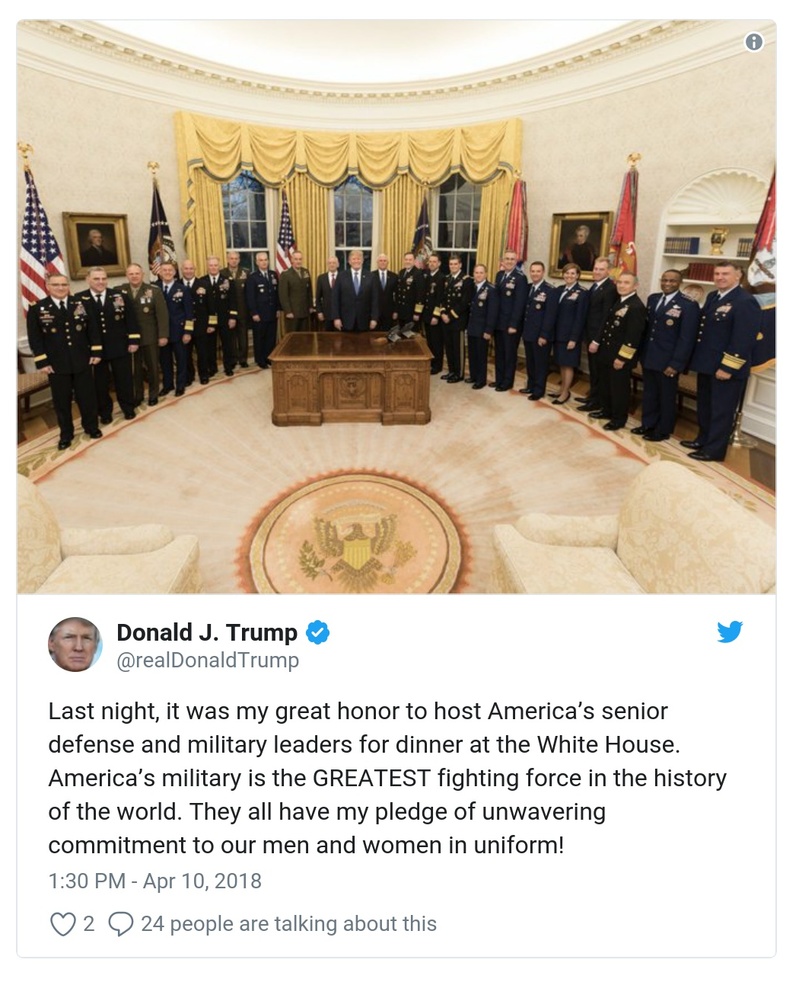 Donald J. Trump
@realDonaldTrump
Last night, it was my great honor to host America’s senior
defense and military leaders for dinner at the White House.
America’s military is the GREATEST fighting force in the history
of the world. They all have my pledge of unwavering
commitment to our men and women in uniform!
1:30 PM - Apr 10, 2018
2 24 people are talking about this